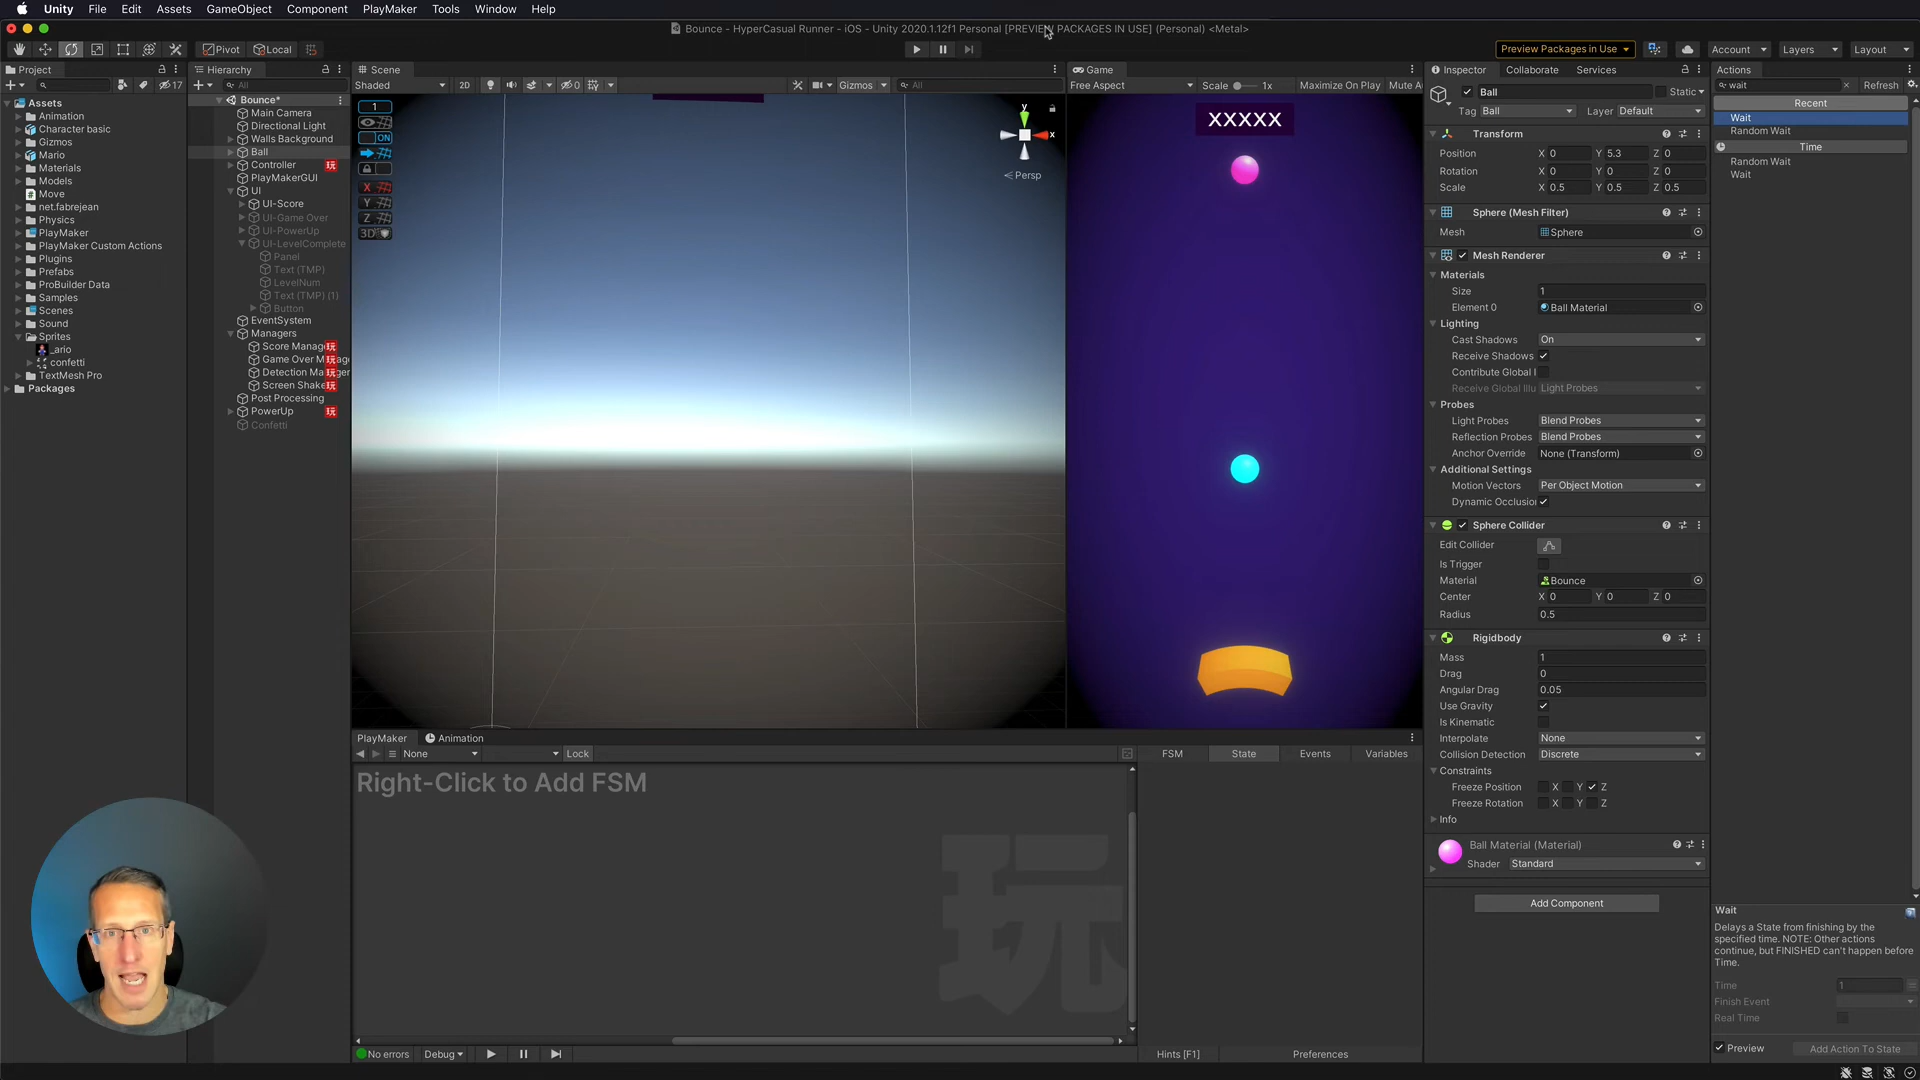 Unity File Edit Assets GameObject Component PlayMaker Tools Window Help
Bounce - HyperCasual Runner - iOS - Unity 2020.1.12f1 Personal [PREVIEW PACKAGES IN USE] (Personal) <Metal>
Pivot Local
Preview Packages in Use
Account
Layers
Layout
Project
17
Assets
Animation
Character basic
Gizmos
Mario
Materials
Models
Move
net.fabrejean
Physics
PlayMaker
PlayMaker Custom Actions
Plugins
Prefabs
ProBuilder Data
Samples
Scenes
Sound
Sprites
_ario
confetti
TextMesh Pro
Packages
Hierarchy
All
Bounce*
Main Camera
Directional Light
Walls Background
Ball
Controller
PlayMakerGUI
UI
UI-Score
UI-Game Over
UI-PowerUp
UI-LevelComplete
Panel
Text (TMP)
LevelNum
Text (TMP) (1)
Button
EventSystem
Managers
Score Manag
Game Over M
Detection Ma
Screen Shake
Post Processing
PowerUp
Confetti
Scene
Shaded 2D 0 Gizmos All
1
ON
X
Y
Z
3D
y
x
Persp
Game
Free Aspect Scale 1x Maximize On Play Mute Au
XXXXX
PlayMaker Animation
None Lock
FSM State Events Variables
Right-Click to Add FSM
玩
No errors Debug Hints [F1] Preferences
Inspector Collaborate Services
Ball Static
Tag Ball Layer Default
Transform
Position X 0 Y 5.3 Z 0
Rotation X 0 Y 0 Z 0
Scale X 0.5 Y 0.5 Z 0.5
Sphere (Mesh Filter)
Mesh Sphere
Mesh Renderer
Materials
Size 1
Element 0 Ball Material
Lighting
Cast Shadows On
Receive Shadows
Contribute Global I
Receive Global Illu Light Probes
Probes
Light Probes Blend Probes
Reflection Probes Blend Probes
Anchor Override None (Transform)
Additional Settings
Motion Vectors Per Object Motion
Dynamic Occlusion
Sphere Collider
Edit Collider
Is Trigger
Material Bounce
Center X 0 Y 0 Z 0
Radius 0.5
Rigidbody
Mass 1
Drag 0
Angular Drag 0.05
Use Gravity
Is Kinematic
Interpolate None
Collision Detection Discrete
Constraints
Freeze Position X Y Z
Freeze Rotation X Y Z
Info
Ball Material (Material)
Shader Standard
Add Component
Actions
wait Refresh
Recent
Wait
Random Wait
Time
Random Wait
Wait
Wait
Delays a State from finishing by the
specified time. NOTE: Other actions
continue, but FINISHED can't happen before
Time.
Time 1
Finish Event
Real Time
Preview Add Action To State